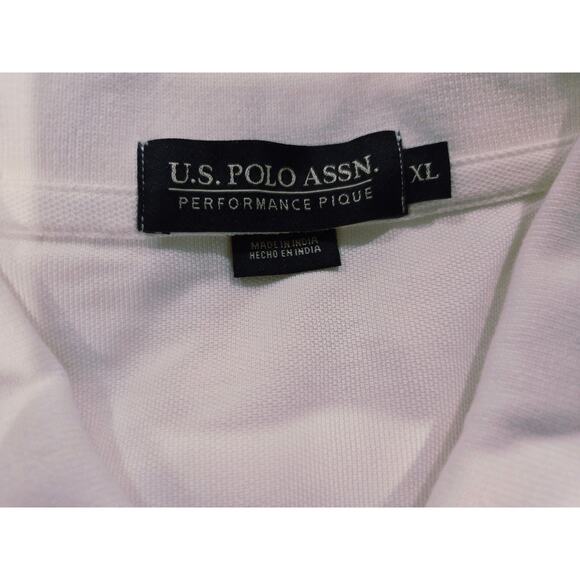 U.S. POLO ASSN.
PERFORMANCE PIQUE
XL
MADE IN INDIA
HECHO EN INDIA